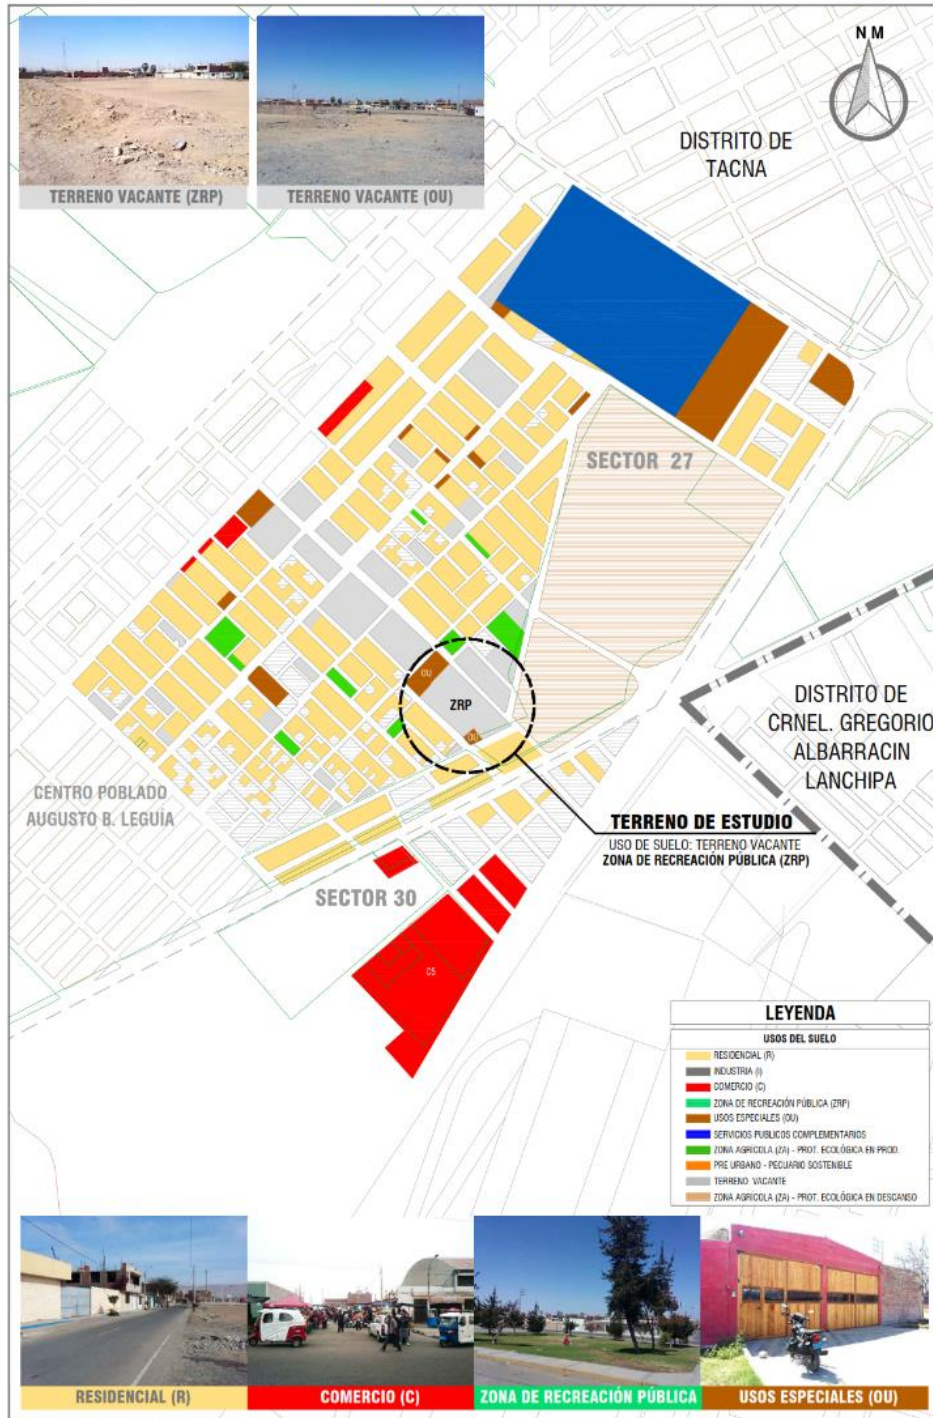 TERRENO VACANTE (ZRP)
TERRENO VACANTE (OU)
N M
DISTRITO DE
TACNA
SECTOR 27
OU
ZRP
OU
DISTRITO DE
CRNEL. GREGORIO
ALBARRACIN
LANCHIPA
CENTRO POBLADO
AUGUSTO B. LEGUÍA
TERRENO DE ESTUDIO
USO DE SUELO: TERRENO VACANTE
ZONA DE RECREACIÓN PÚBLICA (ZRP)
SECTOR 30
C5
LEYENDA
USOS DEL SUELO
RESIDENCIAL (R)
INDUSTRIA (I)
COMERCIO (C)
ZONA DE RECREACIÓN PÚBLICA (ZRP)
USOS ESPECIALES (OU)
SERVICIOS PUBLICOS COMPLEMENTARIOS
ZONA AGRÍCOLA (ZA) - PROT. ECOLÓGICA EN PROD.
PRE URBANO - PECUARIO SOSTENIBLE
TERRENO VACANTE
ZONA AGRÍCOLA (ZA) - PROT. ECOLÓGICA EN DESCANSO
RESIDENCIAL (R)
COMERCIO (C)
ZONA DE RECREACIÓN PÚBLICA
USOS ESPECIALES (OU)